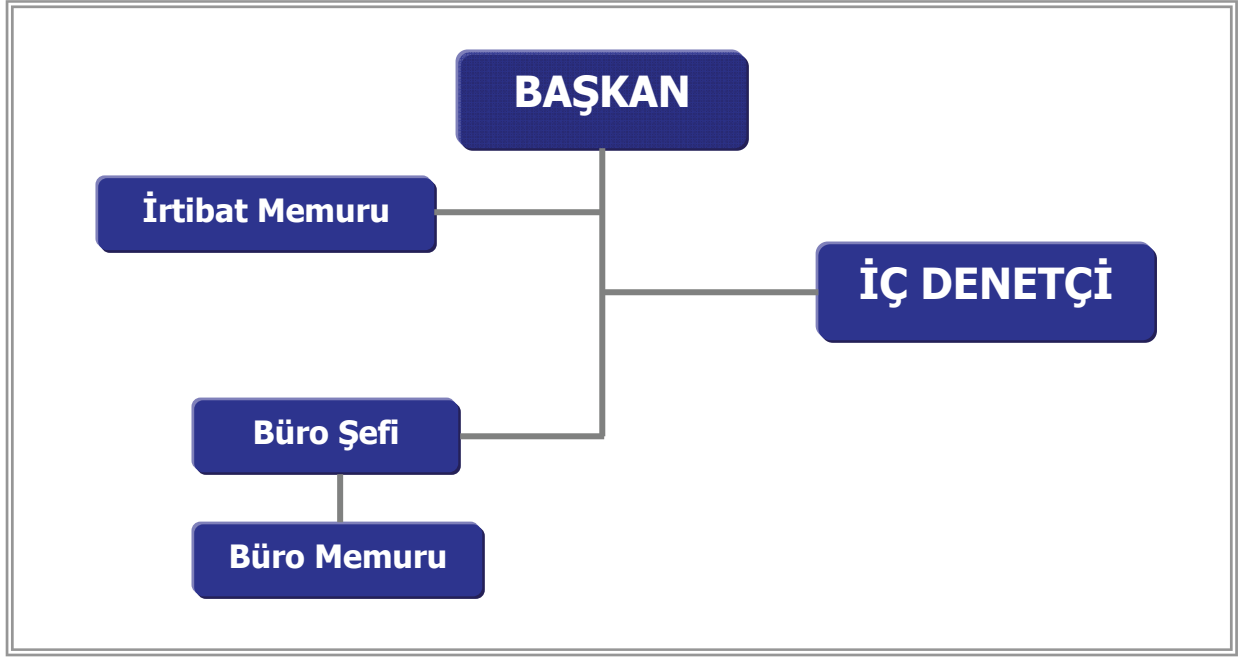 BAŞKAN
İrtibat Memuru
İÇ DENETÇİ
Büro Şefi
Büro Memuru